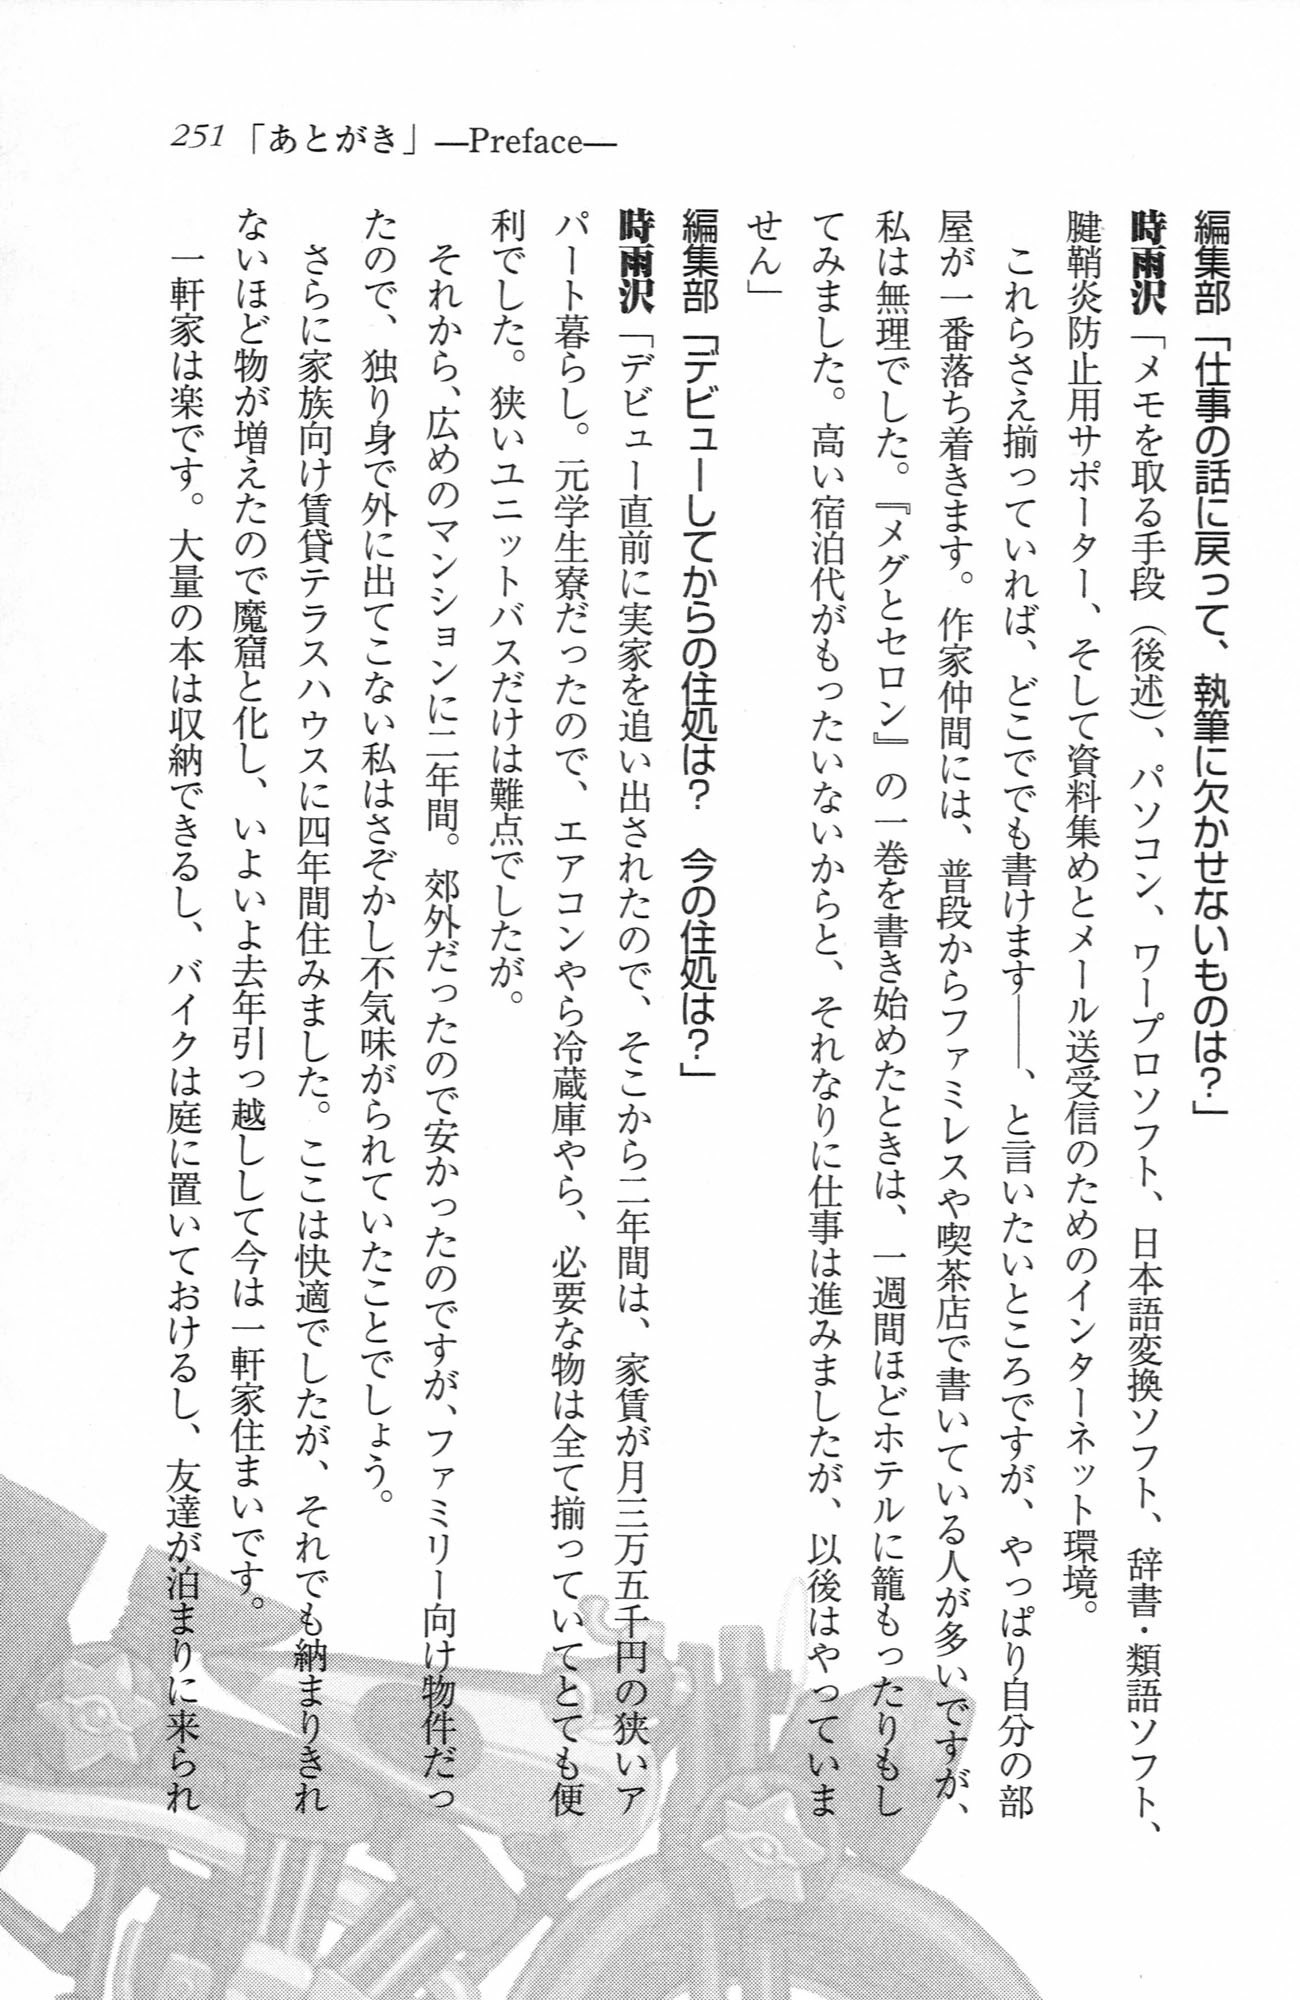 251 「あとがき」 ―Preface―
編集部「仕事の話に戻って、執筆に欠かせないものは？」
時雨沢「メモを取る手段（後述）、パソコン、ワープロソフト、日本語変換ソフト、辞書・類語ソフト、
腱鞘炎防止用サポーター、そして資料集めとメール送受信のためのインターネット環境。
　これらさえ揃っていれば、どこででも書けます――、と言いたいところですが、やっぱり自分の部
屋が一番落ち着きます。作家仲間には、普段からファミレスや喫茶店で書いている人が多いですが、
私は無理でした。『メグとセロン』の一巻を書き始めたときは、一週間ほどホテルに籠もったりもし
てみました。高い宿泊代がもったいないからと、それなりに仕事は進みましたが、以後はやっていま
せん」
編集部「デビューしてからの住処は？　今の住処は？」
時雨沢「デビュー直前に実家を追い出されたので、そこから二年間は、家賃が月三万五千円の狭いア
パート暮らし。元学生寮だったので、エアコンやら冷蔵庫やら、必要な物は全て揃っていてとても便
利でした。狭いユニットバスだけは難点でしたが。
　それから、広めのマンションに二年間。郊外だったので安かったのですが、ファミリー向け物件だっ
たので、独り身で外に出てこない私はさぞかし不気味がられていたことでしょう。
　さらに家族向け賃貸テラスハウスに四年間住みました。ここは快適でしたが、それでも納まりきれ
ないほど物が増えたので魔窟と化し、いよいよ去年引っ越しして今は一軒家住まいです。
　一軒家は楽です。大量の本は収納できるし、バイクは庭に置いておけるし、友達が泊まりに来られ